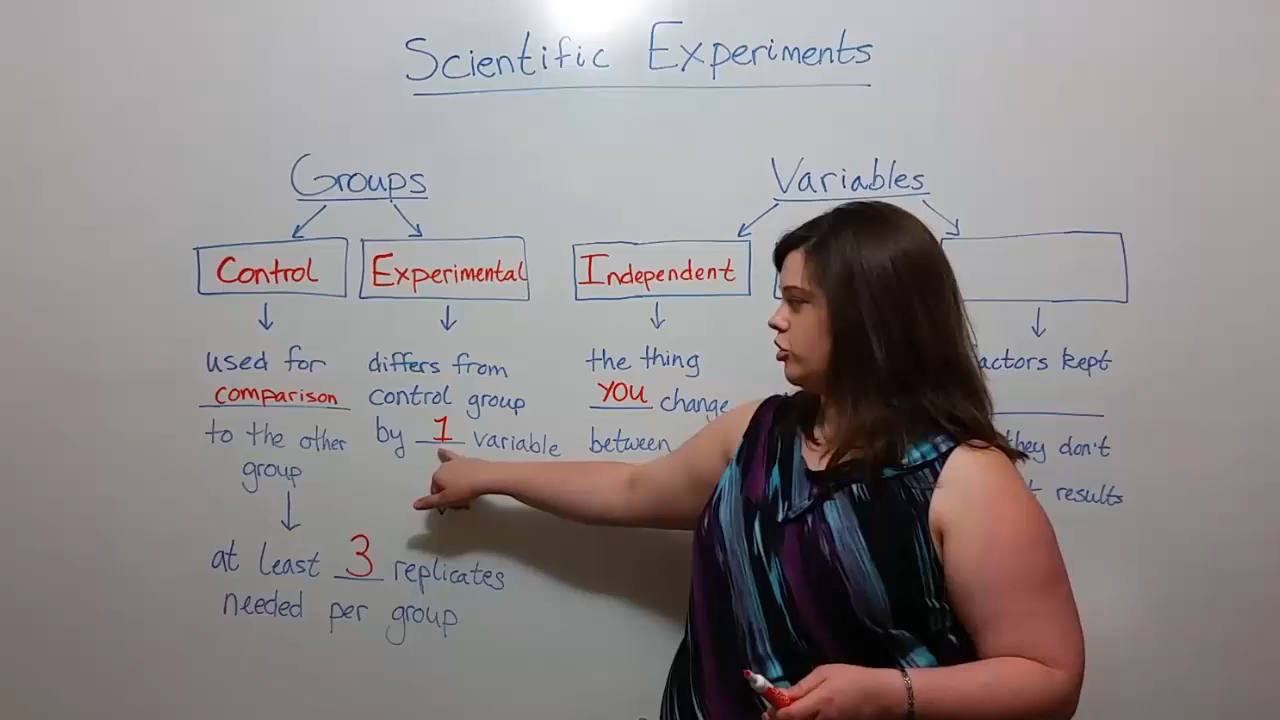 Scientific Experiments
Groups
Variables
Control
Experimental
Independent
used for
comparison
to the other
group
at least 3 replicates
needed per group
differs from
control group
by 1 variable
the thing
YOU change
between
actors kept
they don't
results